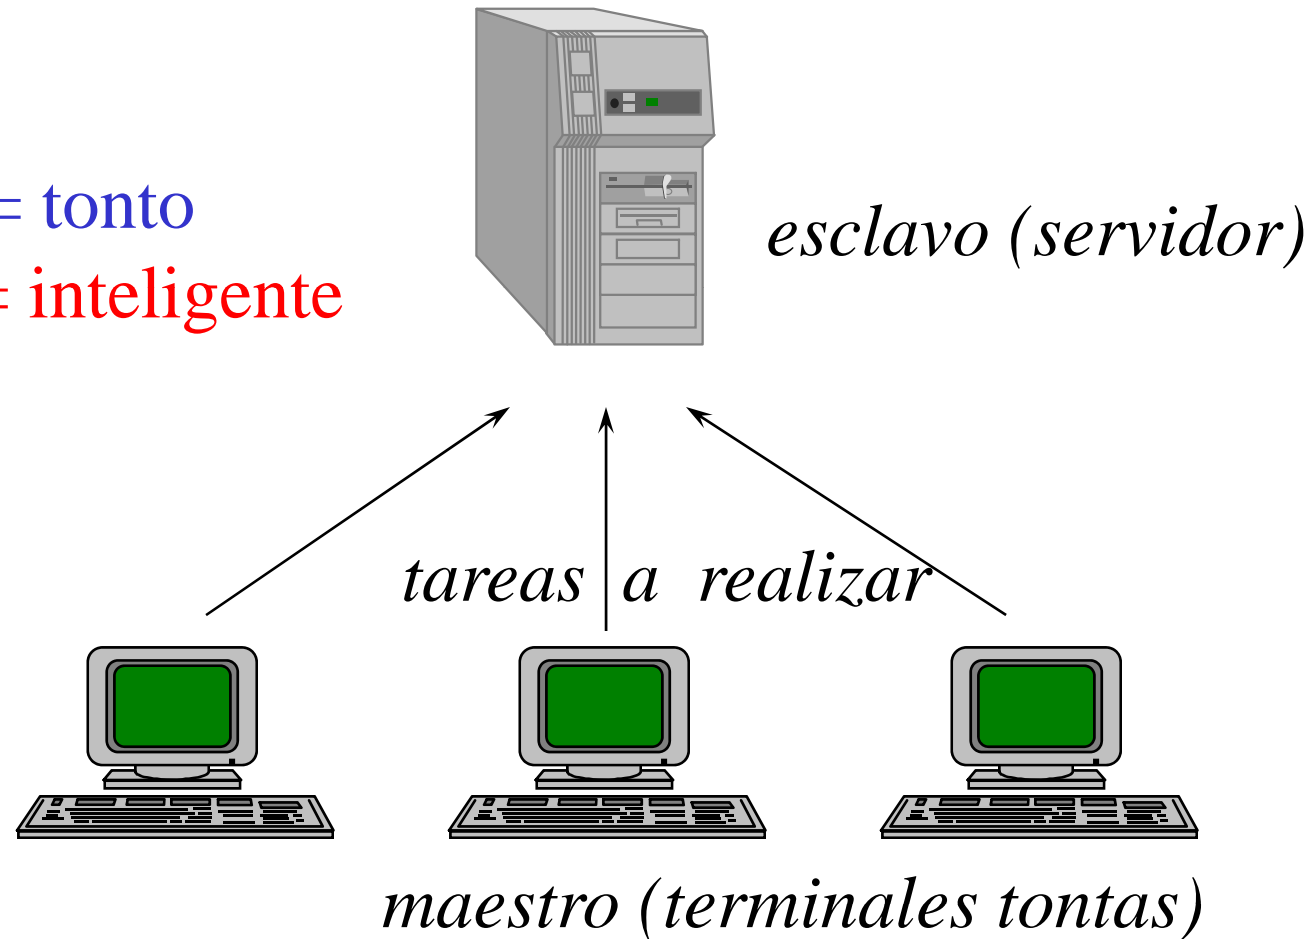 = tonto
= inteligente
esclavo (servidor)
tareas a realizar
maestro (terminales tontas)